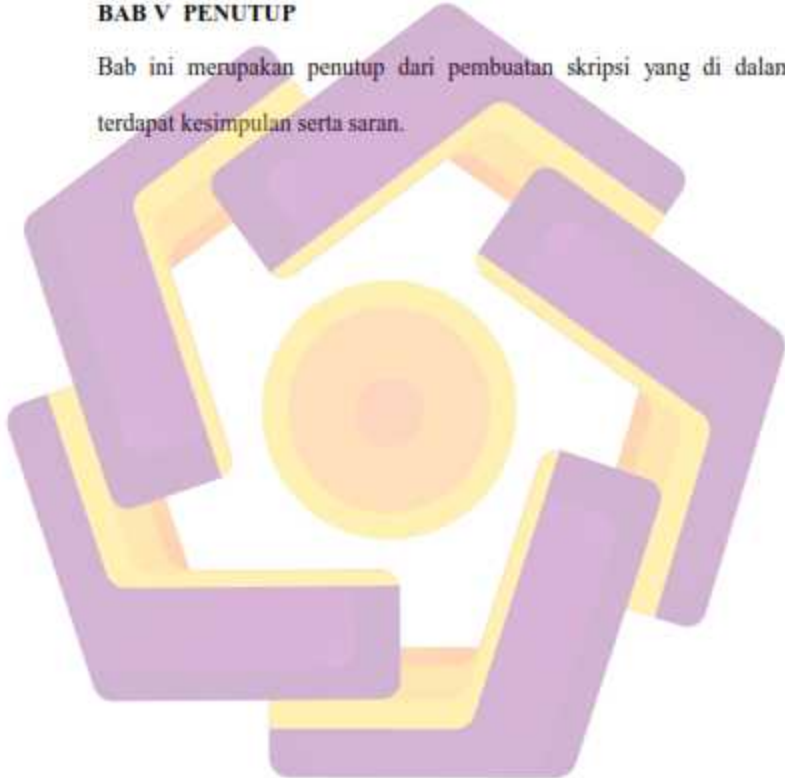 BAB V PENUTUP
Bab ini merupakan penutup dari pembuatan skripsi yang di dalan
terdapat kesimpulan serta saran.